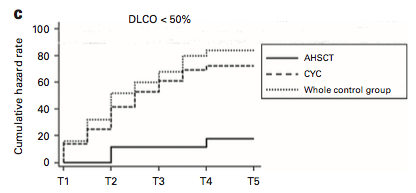 c
DLCO < 50%
Cumulative hazard rate
100
80
60
40
20
0
T1 T2 T3 T4 T5
AHSCT
CYC
Whole control group